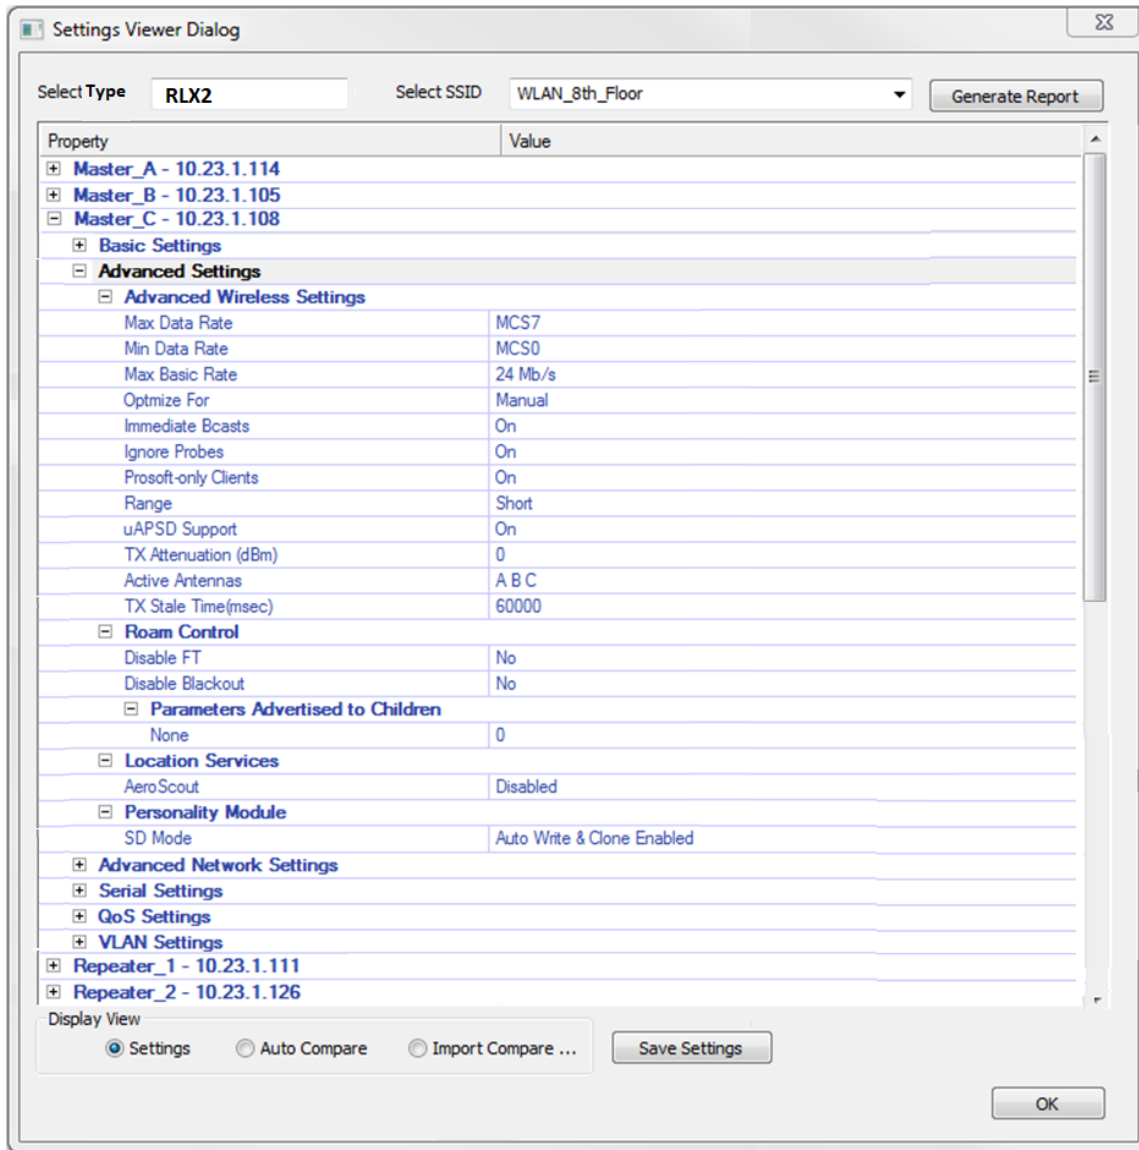 Settings Viewer Dialog
Select Type RLX2 Select SSID WLAN_8th_Floor Generate Report
Property Value
Master_A - 10.23.1.114
Master_B - 10.23.1.105
Master_C - 10.23.1.108
Basic Settings
Advanced Settings
Advanced Wireless Settings
Max Data Rate MCS7
Min Data Rate MCS0
Max Basic Rate 24 Mb/s
Optmize For Manual
Immediate Bcasts On
Ignore Probes On
Prosoft-only Clients On
Range Short
uAPSD Support On
TX Attenuation (dBm) 0
Active Antennas A B C
TX Stale Time(msec) 60000
Roam Control
Disable FT No
Disable Blackout No
Parameters Advertised to Children
None 0
Location Services
AeroScout Disabled
Personality Module
SD Mode Auto Write & Clone Enabled
Advanced Network Settings
Serial Settings
QoS Settings
VLAN Settings
Repeater_1 - 10.23.1.111
Repeater_2 - 10.23.1.126
Display View
Settings Auto Compare Import Compare ... Save Settings
OK